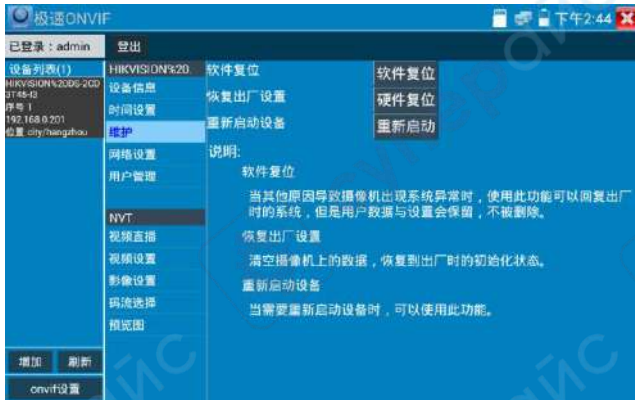 极速ONVIF
下午2:44
已登录：admin
登出
设备列表(1)
HIKVISION%20DS-2CD
3T45-I3
序号 1
192.168.0.201
位置 city/hangzhou
增加
刷新
onvif设置
HIKVISION%20.
设备信息
时间设置
维护
网络设置
用户管理
NVT
视频直播
视频设置
影像设置
码流选择
预览图
软件复位
软件复位
恢复出厂设置
硬件复位
重新启动设备
重新启动
说明:
软件复位
当其他原因导致摄像机出现系统异常时，使用此功能可以回复出厂
时的系统，但是用户数据与设置会保留，不被删除。
恢复出厂设置
清空摄像机上的数据，恢复到出厂时的初始化状态。
重新启动设备
当需要重新启动设备时，可以使用此功能。